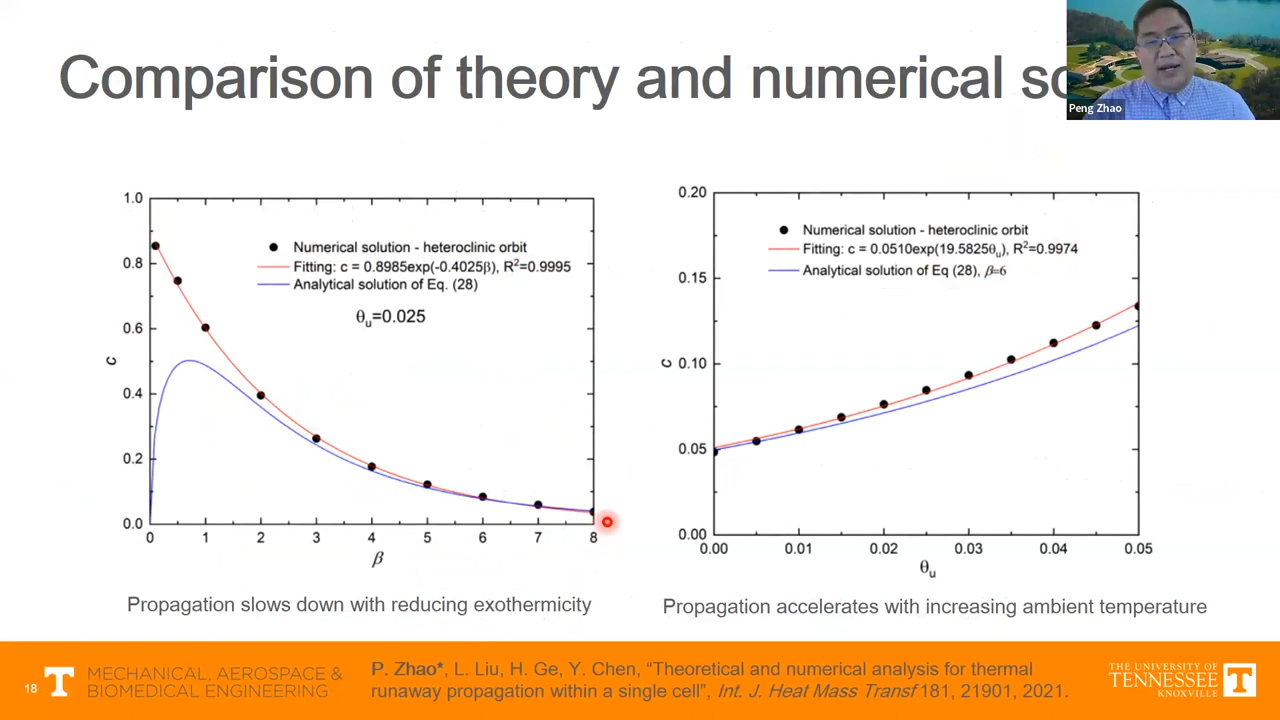 Comparison of theory and numerical so
Peng Zhao
1.0
0.8
0.6
0.4
0.2
0.0
c
Numerical solution - heteroclinic orbit
Fitting: c = 0.8985exp(-0.4025β), R²=0.9995
Analytical solution of Eq. (28)
θu=0.025
0 1 2 3 4 5 6 7 8
β
Propagation slows down with reducing exothermicity
0.20
0.15
0.10
0.05
0.00
c
Numerical solution - heteroclinic orbit
Fitting: c = 0.0510exp(19.5825θu), R²=0.9974
Analytical solution of Eq (28), β=6
0.00 0.01 0.02 0.03 0.04 0.05
θu
Propagation accelerates with increasing ambient temperature
18
T
MECHANICAL, AEROSPACE &
BIOMEDICAL ENGINEERING
P. Zhao*, L. Liu, H. Ge, Y. Chen, “Theoretical and numerical analysis for thermal
runaway propagation within a single cell”, Int. J. Heat Mass Transf 181, 21901, 2021.
THE UNIVERSITY OF
TENNESSEE
KNOXVILLE
T